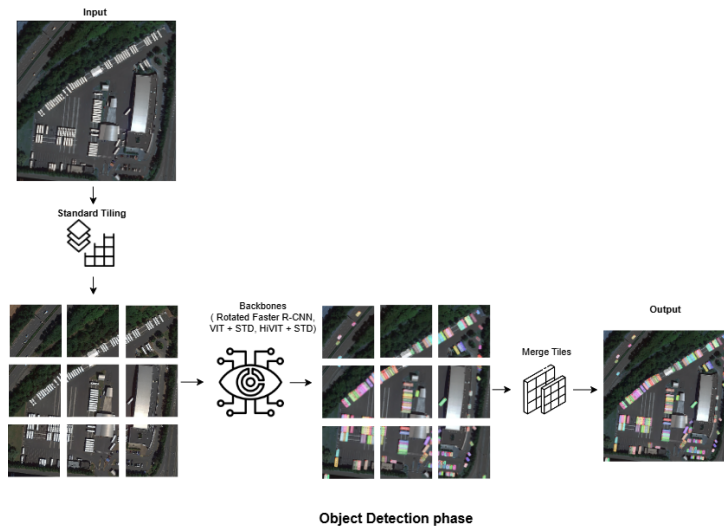 Input
Standard Tiling
Backbones
( Rotated Faster R-CNN,
VIT + STD, HiVIT + STD)
Merge Tiles
Output
Object Detection phase